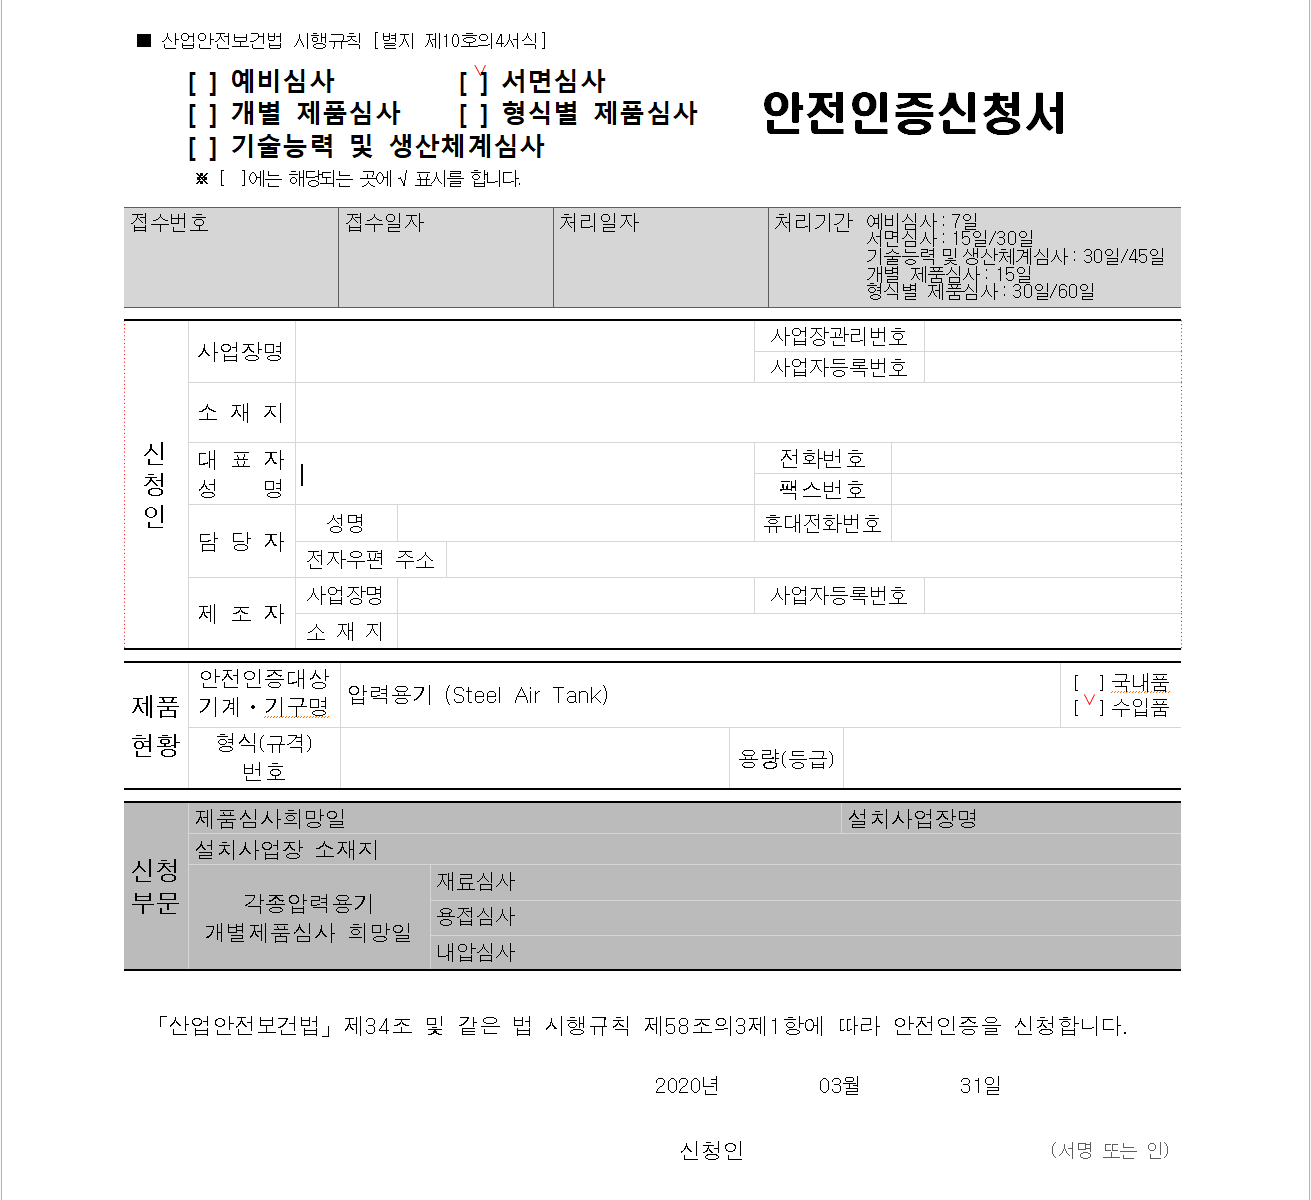 ■ 산업안전보건법 시행규칙 [별지 제10호의4서식]
[ ] 예비심사 [√] 서면심사
[ ] 개별 제품심사 [ ] 형식별 제품심사
[ ] 기술능력 및 생산체계심사
안전인증신청서
※ [ ]에는 해당되는 곳에 √ 표시를 합니다.
접수번호 접수일자 처리일자 처리기간 예비심사 : 7일
서면심사 : 15일/30일
기술능력 및 생산체계심사 : 30일/45일
개별 제품심사 : 15일
형식별 제품심사 : 30일/60일
신청인
사업장명 사업장관리번호
사업자등록번호
소 재 지
대 표 자 전화번호
성 명 팩스번호
담 당 자 성명 휴대전화번호
전자우편 주소
제 조 자 사업장명 사업자등록번호
소 재 지
제품
현황
안전인증대상
기계·기구명
압력용기 (Steel Air Tank)
[ ] 국내품
[√] 수입품
형식(규격)
번호
용량(등급)
신청
부문
제품심사희망일 설치사업장명
설치사업장 소재지
각종압력용기
개별제품심사 희망일
재료심사
용접심사
내압심사
「산업안전보건법」제34조 및 같은 법 시행규칙 제58조의3제1항에 따라 안전인증을 신청합니다.
2020년 03월 31일
신청인 (서명 또는 인)